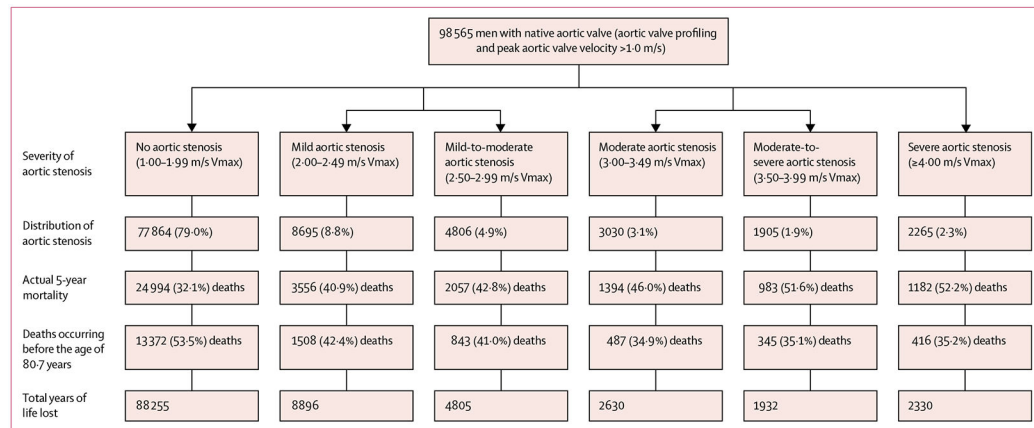 98 565 men with native aortic valve (aortic valve profiling
and peak aortic valve velocity >1·0 m/s)
Severity of
aortic stenosis
No aortic stenosis
(1·00–1·99 m/s Vmax)
Mild aortic stenosis
(2·00–2·49 m/s Vmax)
Mild-to-moderate
aortic stenosis
(2·50–2·99 m/s Vmax)
Moderate aortic stenosis
(3·00–3·49 m/s Vmax)
Moderate-to-
severe aortic stenosis
(3·50–3·99 m/s Vmax)
Severe aortic stenosis
(≥4·00 m/s Vmax)
Distribution of
aortic stenosis
77 864 (79·0%)
8695 (8·8%)
4806 (4·9%)
3030 (3·1%)
1905 (1·9%)
2265 (2·3%)
Actual 5-year
mortality
24 994 (32·1%) deaths
3556 (40·9%) deaths
2057 (42·8%) deaths
1394 (46·0%) deaths
983 (51·6%) deaths
1182 (52·2%) deaths
Deaths occurring
before the age of
80·7 years
13 372 (53·5%) deaths
1508 (42·4%) deaths
843 (41·0%) deaths
487 (34·9%) deaths
345 (35·1%) deaths
416 (35·2%) deaths
Total years of
life lost
88 255
8896
4805
2630
1932
2330